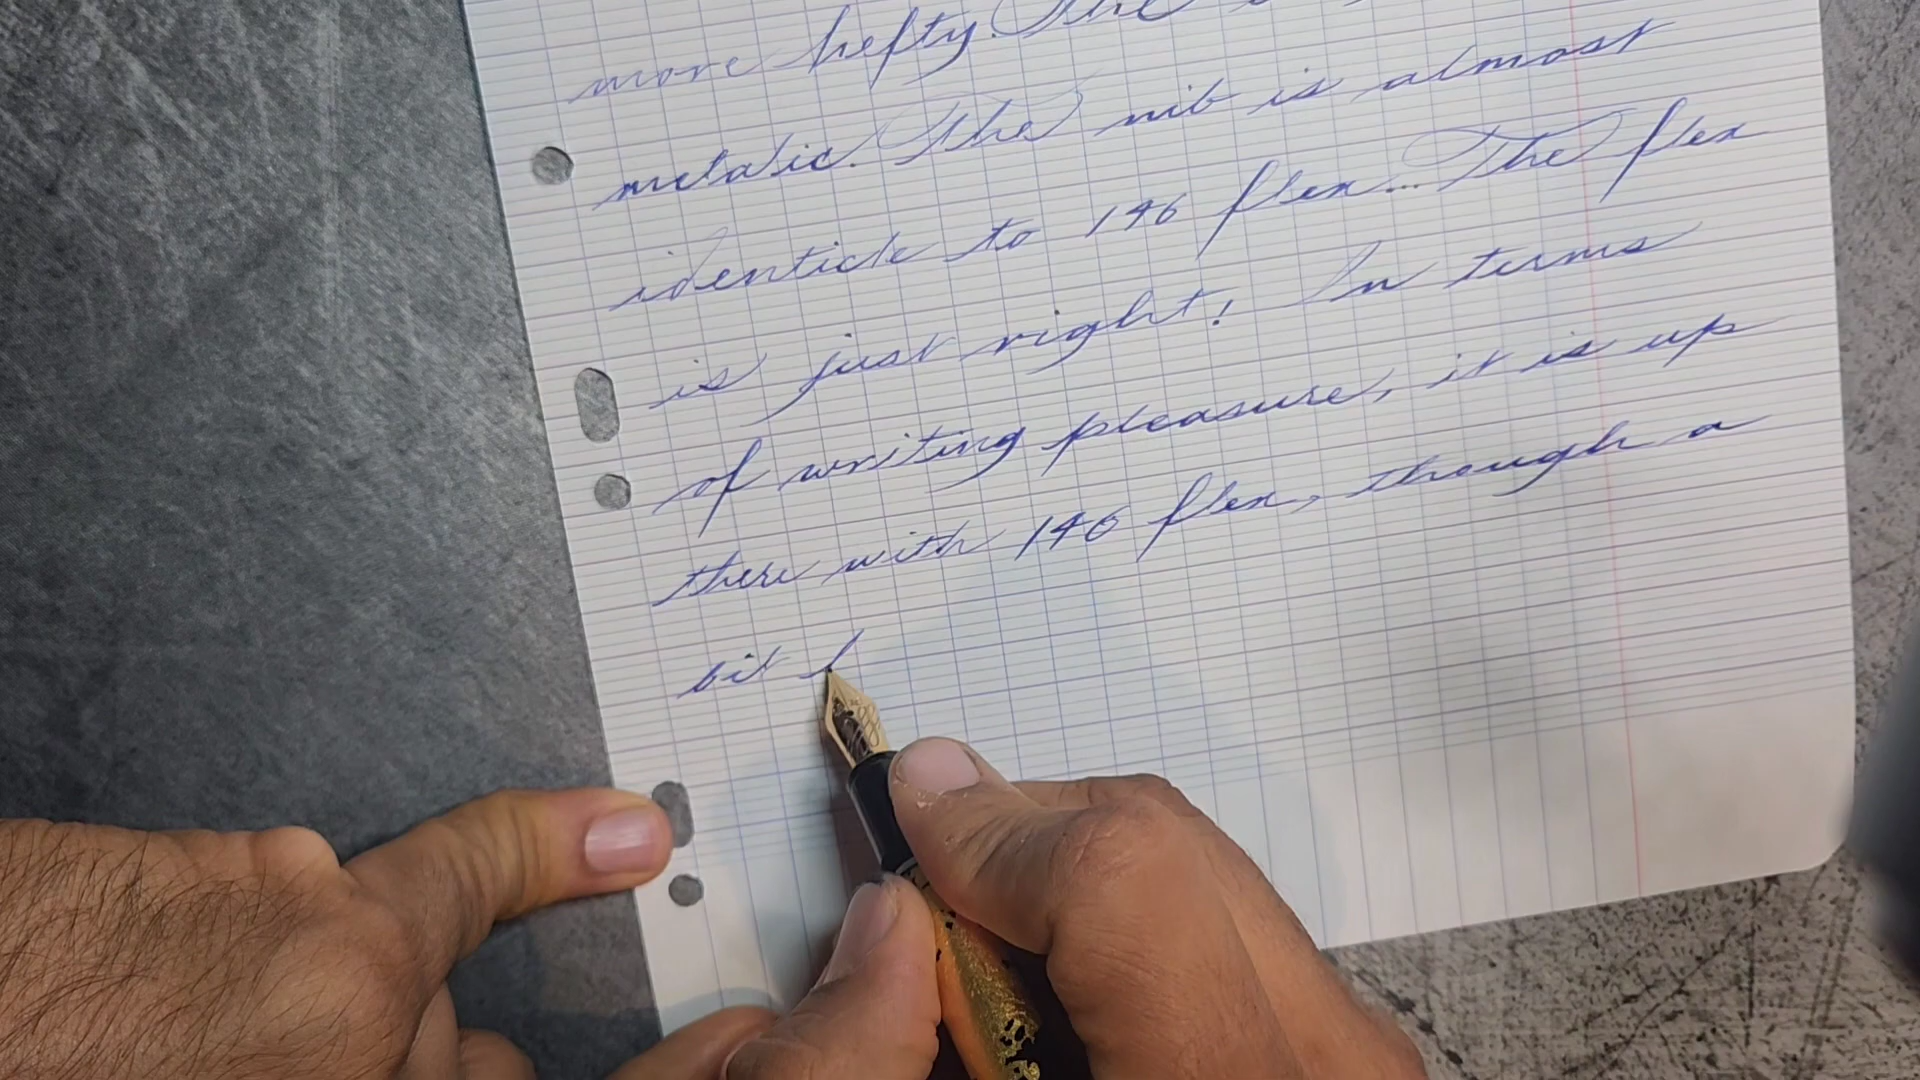 more hefty. The
metalic. The nib is almost
identicle to 146 flex... The flex
is just right! In terms
of writing pleasure, it is up
there with 146 flex, though a
bit